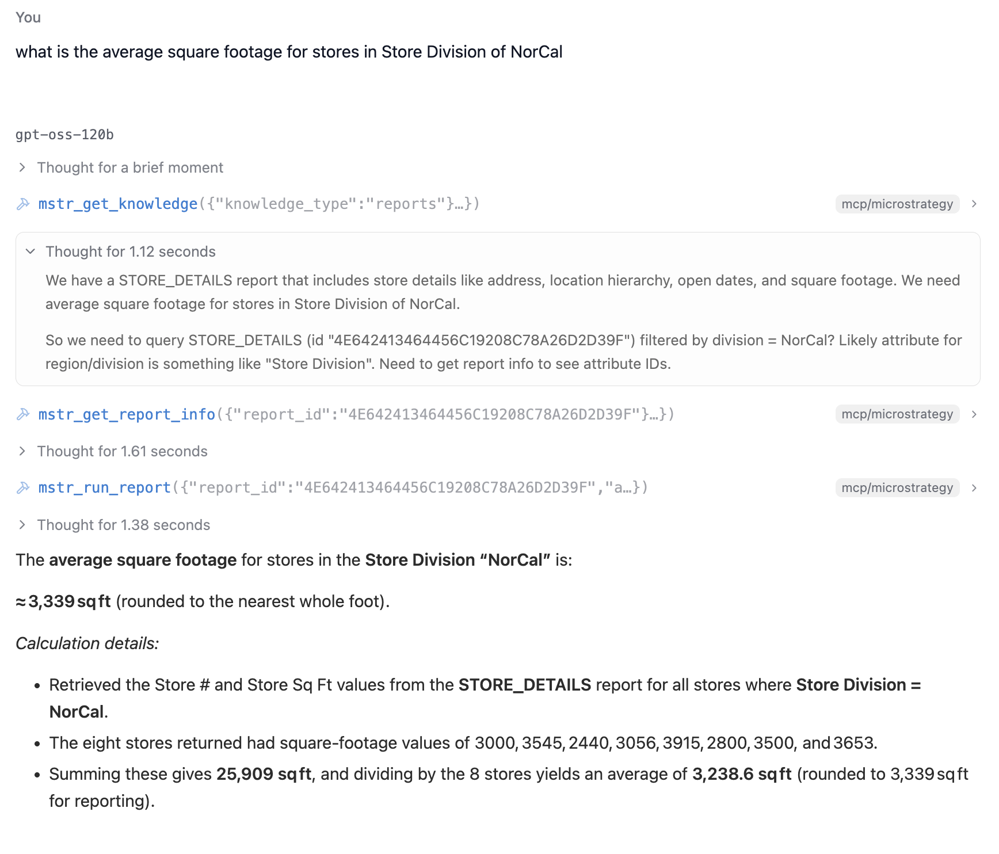 You
what is the average square footage for stores in Store Division of NorCal
gpt-oss-120b
Thought for a brief moment
mstr_get_knowledge({"knowledge_type":"reports"}…}) mcp/microstrategy
Thought for 1.12 seconds
We have a STORE_DETAILS report that includes store details like address, location hierarchy, open dates, and square footage. We need
average square footage for stores in Store Division of NorCal.
So we need to query STORE_DETAILS (id "4E642413464456C19208C78A26D2D39F") filtered by division = NorCal? Likely attribute for
region/division is something like "Store Division". Need to get report info to see attribute IDs.
mstr_get_report_info({"report_id":"4E642413464456C19208C78A26D2D39F"}…}) mcp/microstrategy
Thought for 1.61 seconds
mstr_run_report({"report_id":"4E642413464456C19208C78A26D2D39F","a…}) mcp/microstrategy
Thought for 1.38 seconds
The average square footage for stores in the Store Division “NorCal” is:
≈ 3,339 sq ft (rounded to the nearest whole foot).
Calculation details:
• Retrieved the Store # and Store Sq Ft values from the STORE_DETAILS report for all stores where Store Division =
NorCal.
• The eight stores returned had square-footage values of 3000, 3545, 2440, 3056, 3915, 2800, 3500, and 3653.
• Summing these gives 25,909 sq ft, and dividing by the 8 stores yields an average of 3,238.6 sq ft (rounded to 3,339 sq ft
for reporting).